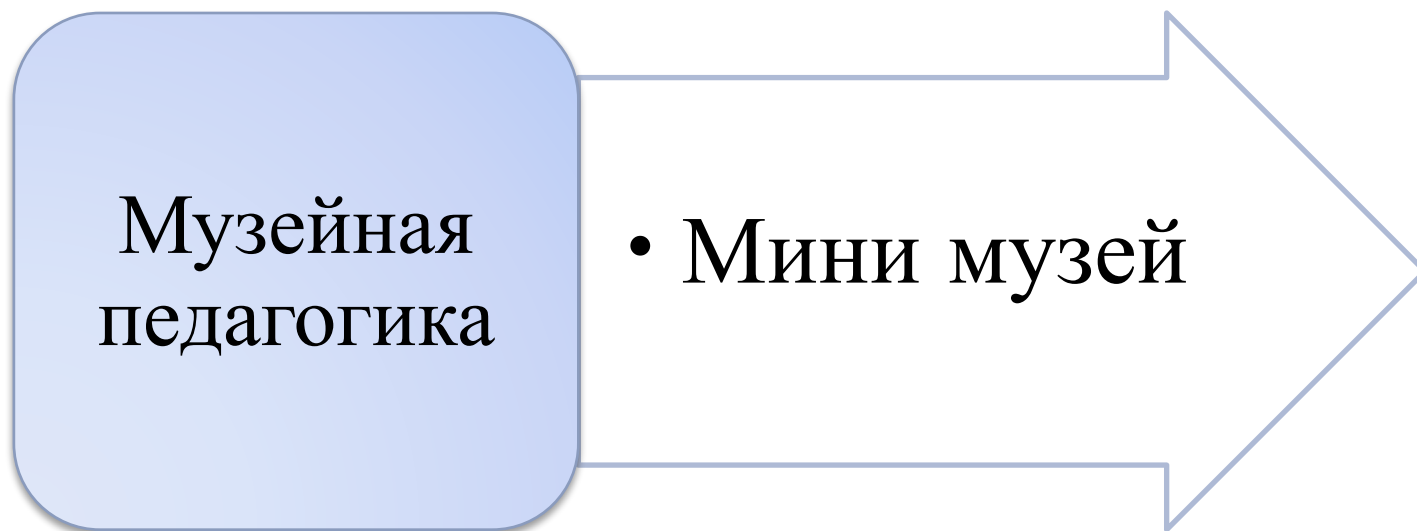 Музейная
педагогика
• Мини музей